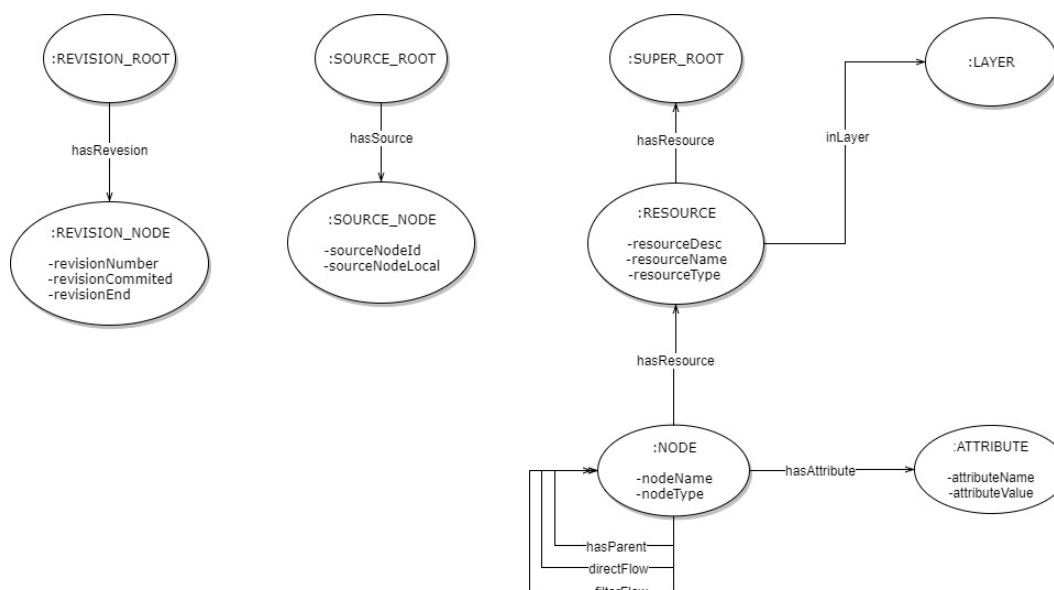 :REVISION_ROOT
:SOURCE_ROOT
:SUPER_ROOT
:LAYER
hasRevesion
hasSource
hasResource
inLayer
:REVISION_NODE
-revisionNumber
-revisionCommited
-revisionEnd
:SOURCE_NODE
-sourceNodeId
-sourceNodeLocal
:RESOURCE
-resourceDesc
-resourceName
-resourceType
hasResource
:NODE
-nodeName
-nodeType
hasAttribute
:ATTRIBUTE
-attributeName
-attributeValue
hasParent
directFlow
filterFlow